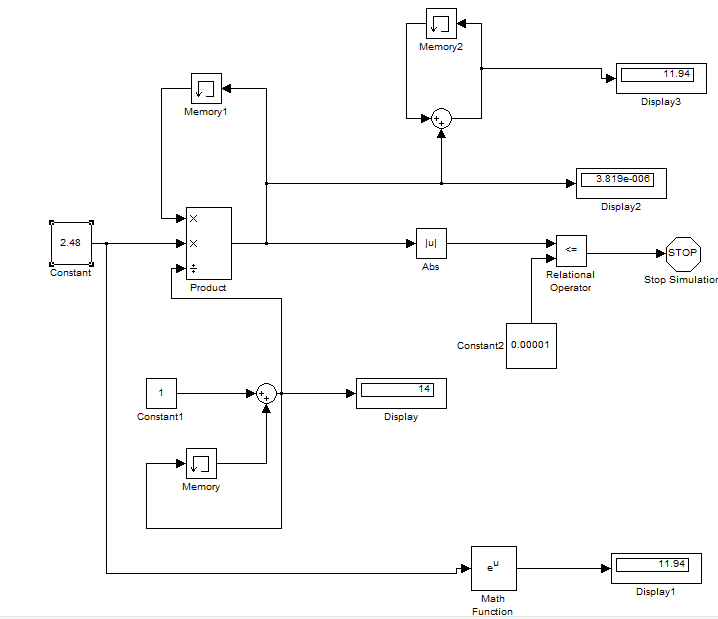 Memory2
11.94
Display3
Memory1
3.819e-006
Display2
×
2.48
×
|u|
<=
STOP
÷
Constant
Product
Abs
Relational
Operator
Stop Simulation
Constant2
0.00001
1
14
Constant1
Display
Memory
e^u
11.94
Display1
Math
Function